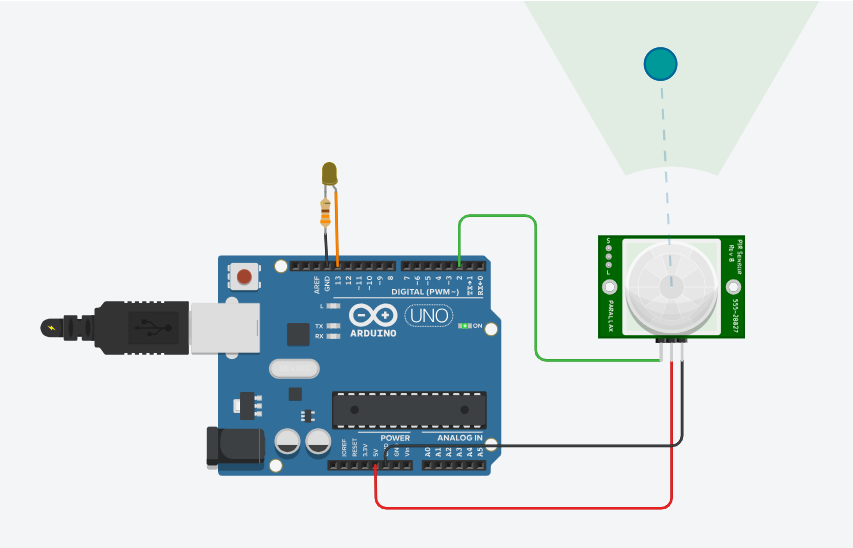 PIR Sensor
Rev B
S
L
555-28027
PARALLAX
AREF
GND
13
12
~11
~10
~9
8
7
~6
~5
4
~3
2
TX→1
RX←0
DIGITAL (PWM~)
L
TX
RX
ARDUINO
UNO
ON
POWER
ANALOG IN
IOREF
RESET
3.3V
5V
GND
Vin
A0
A1
A2
A3
A4
A5